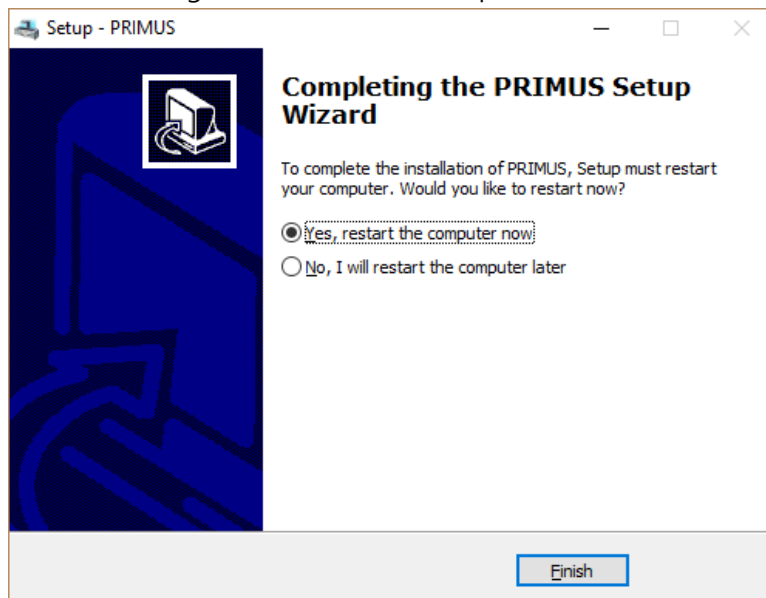 Setup - PRIMUS
Completing the PRIMUS Setup
Wizard
To complete the installation of PRIMUS, Setup must restart
your computer. Would you like to restart now?
Yes, restart the computer now
No, I will restart the computer later
Finish